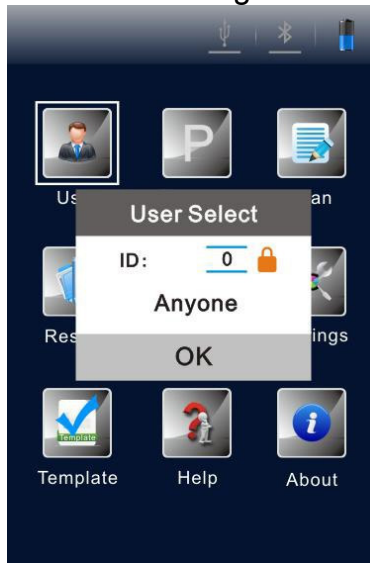 P
Us
an
User Select
ID: 0
Anyone
Res
ings
OK
Template
Template Help About